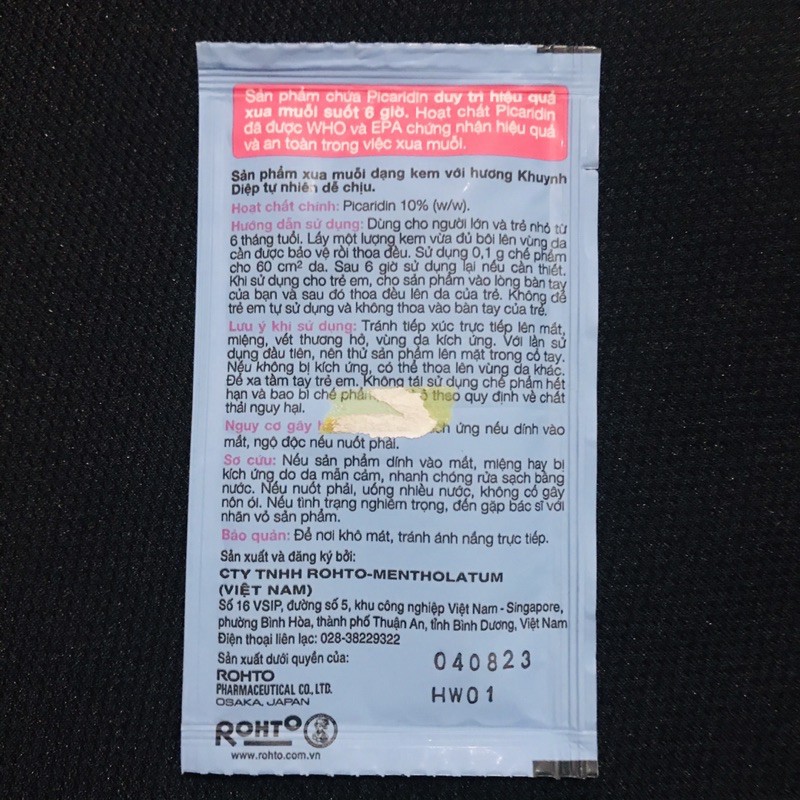 Sản phẩm chứa Picaridin duy trì hiệu quả
xua muỗi suốt 6 giờ. Hoạt chất Picaridin
đã được WHO và EPA chứng nhận hiệu quả
và an toàn trong việc xua muỗi.
Sản phẩm xua muỗi dạng kem với hương Khuynh
Diệp tự nhiên dễ chịu.
Hoạt chất chính: Picaridin 10% (w/w).
Hướng dẫn sử dụng: Dùng cho người lớn và trẻ nhỏ từ
6 tháng tuổi. Lấy một lượng kem vừa đủ bôi lên vùng da
cần được bảo vệ rồi thoa đều. Sử dụng 0,1 g chế phẩm
cho 60 cm² da. Sau 6 giờ sử dụng lại nếu cần thiết.
Khi sử dụng cho trẻ em, cho sản phẩm vào lòng bàn tay
của bạn và sau đó thoa đều lên da của trẻ. Không để
trẻ em tự sử dụng và không thoa vào bàn tay của trẻ.
Lưu ý khi sử dụng: Tránh tiếp xúc trực tiếp lên mắt,
miệng, vết thương hở, vùng da kích ứng. Với lần sử
dụng đầu tiên, nên thử sản phẩm lên mặt trong cổ tay.
Nếu không bị kích ứng, có thể thoa lên vùng da khác.
Để xa tầm tay trẻ em. Không tái sử dụng chế phẩm hết
hạn và bao bì chế phẩm theo quy định về chất
thải nguy hại.
Nguy cơ gây ứng nếu dính vào
mắt, ngộ độc nếu nuốt phải.
Sơ cứu: Nếu sản phẩm dính vào mắt, miệng hay bị
kích ứng do da mẫn cảm, nhanh chóng rửa sạch bằng
nước. Nếu nuốt phải, uống nhiều nước, không cố gây
nôn ói. Nếu tình trạng nghiêm trọng, đến gặp bác sĩ với
nhãn vỏ sản phẩm.
Bảo quản: Để nơi khô mát, tránh ánh nắng trực tiếp.
Sản xuất và đăng ký bởi:
CTY TNHH ROHTO-MENTHOLATUM
(VIỆT NAM)
Số 16 VSIP, đường số 5, khu công nghiệp Việt Nam - Singapore,
phường Bình Hòa, thành phố Thuận An, tỉnh Bình Dương, Việt Nam
Điện thoại liên lạc: 028-38229322
Sản xuất dưới quyền của:
ROHTO
PHARMACEUTICAL CO., LTD.
OSAKA, JAPAN
040823
HW01
ROHTO
www.rohto.com.vn